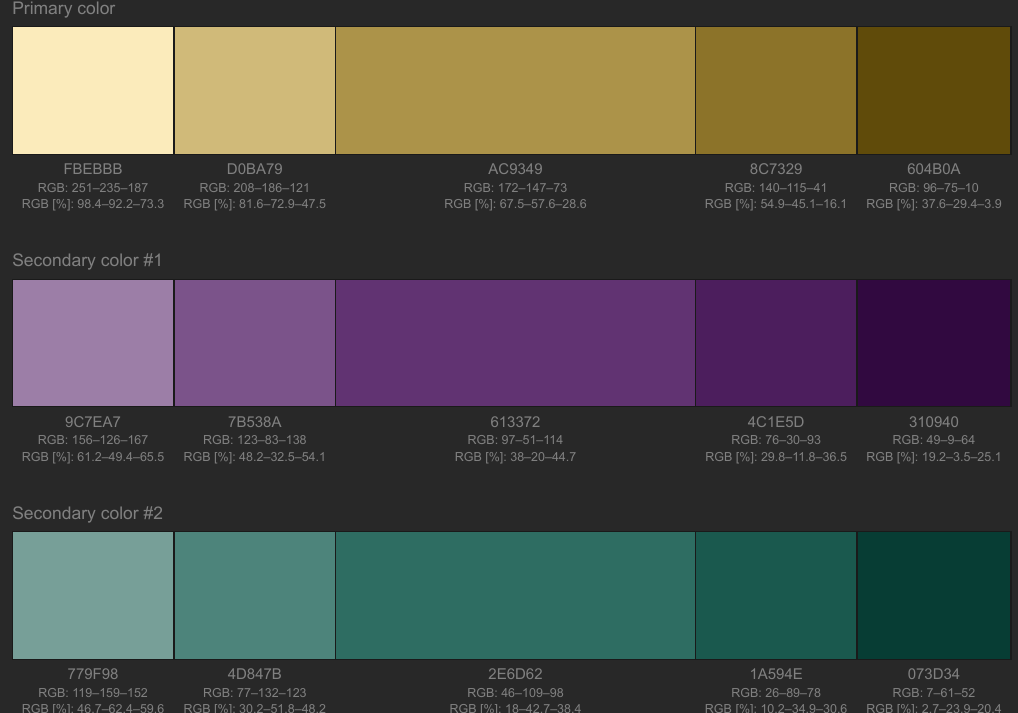 Primary color
FBEBBB D0BA79 AC9349 8C7329 604B0A
RGB: 251–235–187 RGB: 208–186–121 RGB: 172–147–73 RGB: 140–115–41 RGB: 96–75–10
RGB [%]: 98.4–92.2–73.3 RGB [%]: 81.6–72.9–47.5 RGB [%]: 67.5–57.6–28.6 RGB [%]: 54.9–45.1–16.1 RGB [%]: 37.6–29.4–3.9
Secondary color #1
9C7EA7 7B538A 613372 4C1E5D 310940
RGB: 156–126–167 RGB: 123–83–138 RGB: 97–51–114 RGB: 76–30–93 RGB: 49–9–64
RGB [%]: 61.2–49.4–65.5 RGB [%]: 48.2–32.5–54.1 RGB [%]: 38–20–44.7 RGB [%]: 29.8–11.8–36.5 RGB [%]: 19.2–3.5–25.1
Secondary color #2
779F98 4D847B 2E6D62 1A594E 073D34
RGB: 119–159–152 RGB: 77–132–123 RGB: 46–109–98 RGB: 26–89–78 RGB: 7–61–52
RGB [%]: 46.7–62.4–59.6 RGB [%]: 30.2–51.8–48.2 RGB [%]: 18–42.7–38.4 RGB [%]: 10.2–34.9–30.6 RGB [%]: 2.7–23.9–20.4